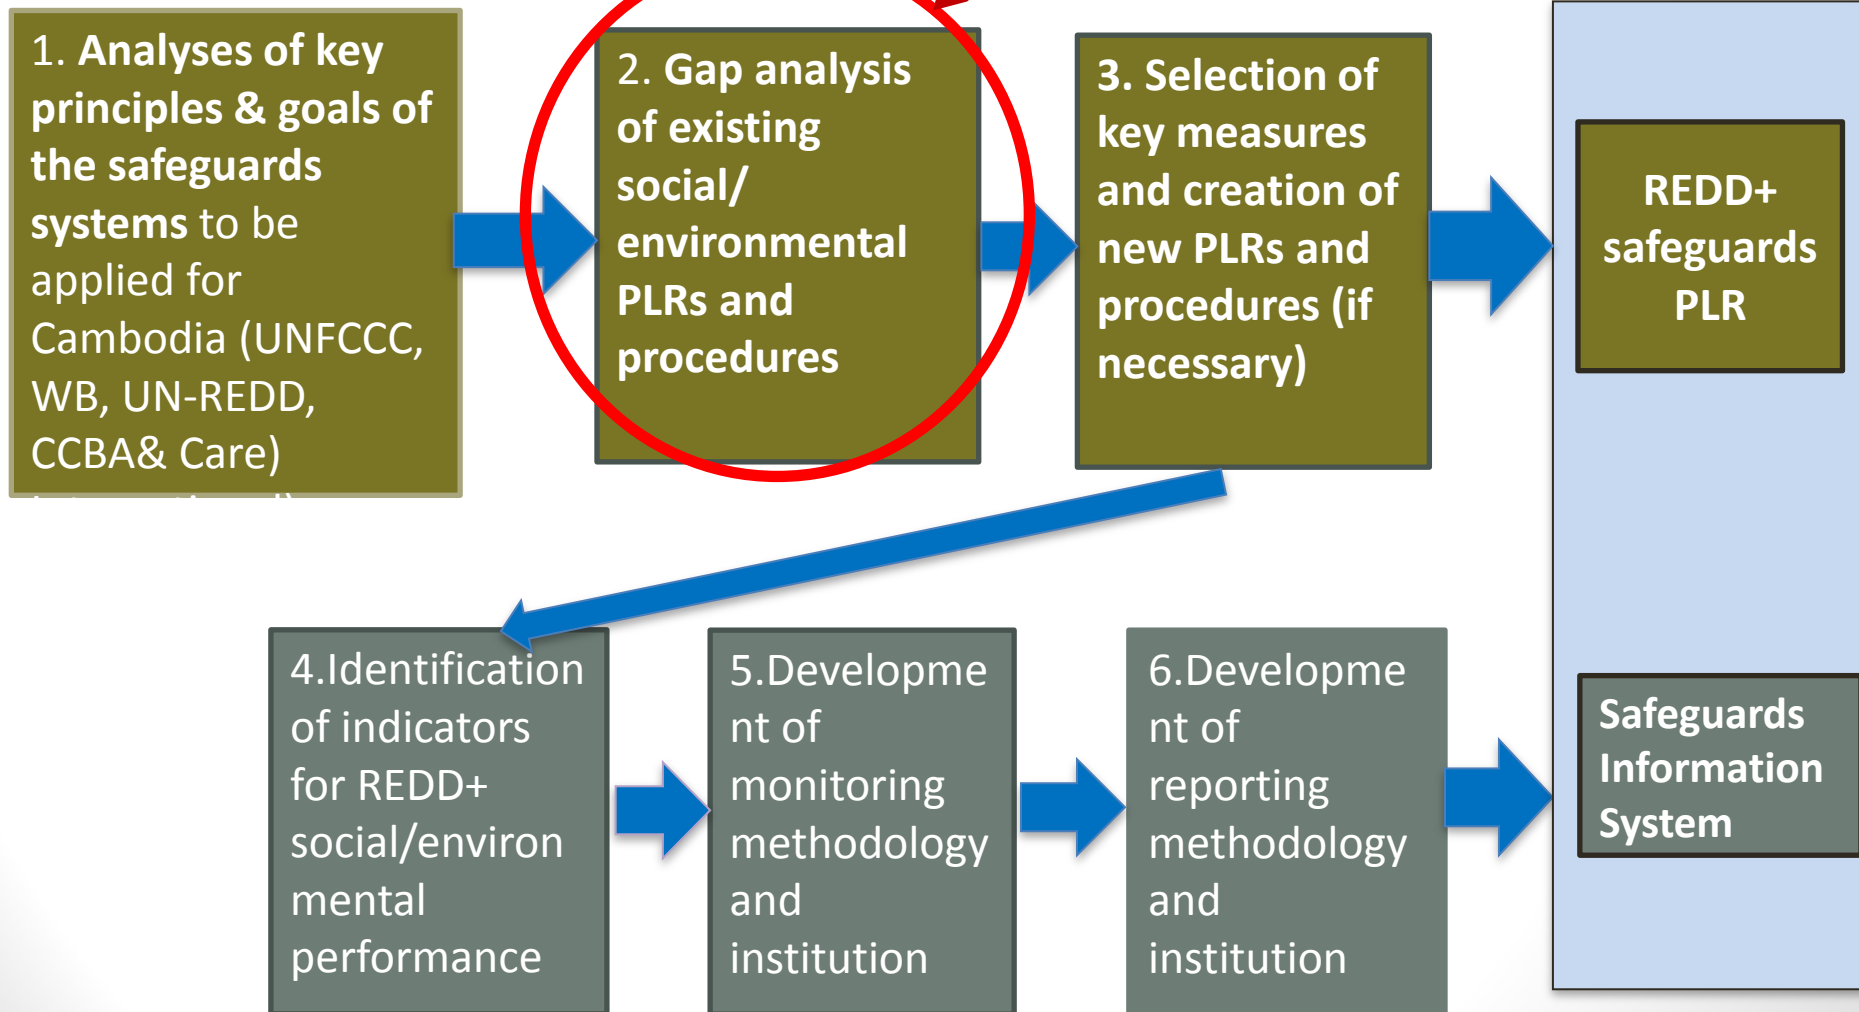 1. Analyses of key
principles & goals of
the safeguards
systems to be
applied for
Cambodia (UNFCCC,
WB, UN-REDD,
CCBA& Care)
2. Gap analysis
of existing
social/
environmental
PLRs and
procedures
3. Selection of
key measures
and creation of
new PLRs and
procedures (if
necessary)
REDD+
safeguards
PLR
4.Identification
of indicators
for REDD+
social/environ
mental
performance
5.Developme
nt of
monitoring
methodology
and
institution
6.Developme
nt of
reporting
methodology
and
institution
Safeguards
Information
System